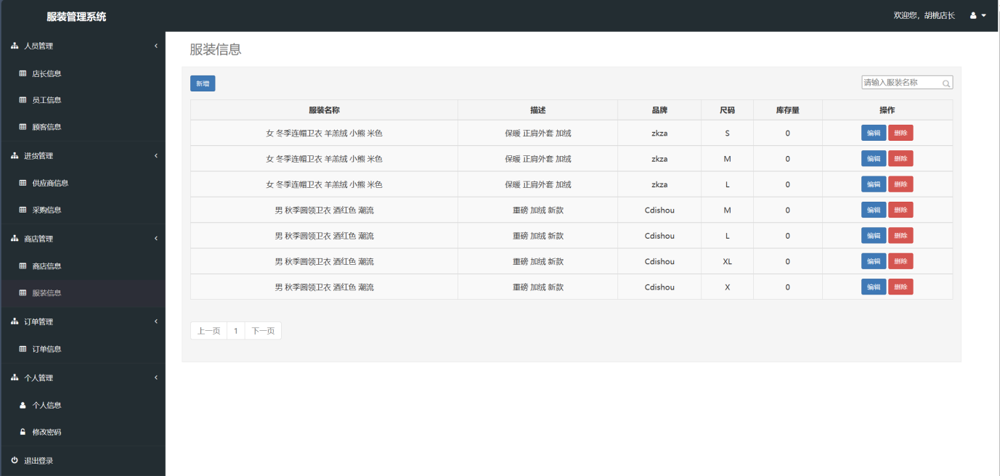 服装管理系统
欢迎您，胡桃店长
人员管理
店长信息
员工信息
顾客信息
进货管理
供应商信息
采购信息
商店管理
商店信息
服装信息
订单管理
订单信息
个人管理
个人信息
修改密码
退出登录
服装信息
新增
请输入服装名称
服装名称 描述 品牌 尺码 库存量 操作
女 冬季连帽卫衣 羊羔绒 小熊 米色 保暖 正肩外套 加绒 zkza S 0 编辑 删除
女 冬季连帽卫衣 羊羔绒 小熊 米色 保暖 正肩外套 加绒 zkza M 0 编辑 删除
女 冬季连帽卫衣 羊羔绒 小熊 米色 保暖 正肩外套 加绒 zkza L 0 编辑 删除
男 秋季圆领卫衣 酒红色 潮流 重磅 加绒 新款 Cdishou M 0 编辑 删除
男 秋季圆领卫衣 酒红色 潮流 重磅 加绒 新款 Cdishou L 0 编辑 删除
男 秋季圆领卫衣 酒红色 潮流 重磅 加绒 新款 Cdishou XL 0 编辑 删除
男 秋季圆领卫衣 酒红色 潮流 重磅 加绒 新款 Cdishou X 0 编辑 删除
上一页 1 下一页